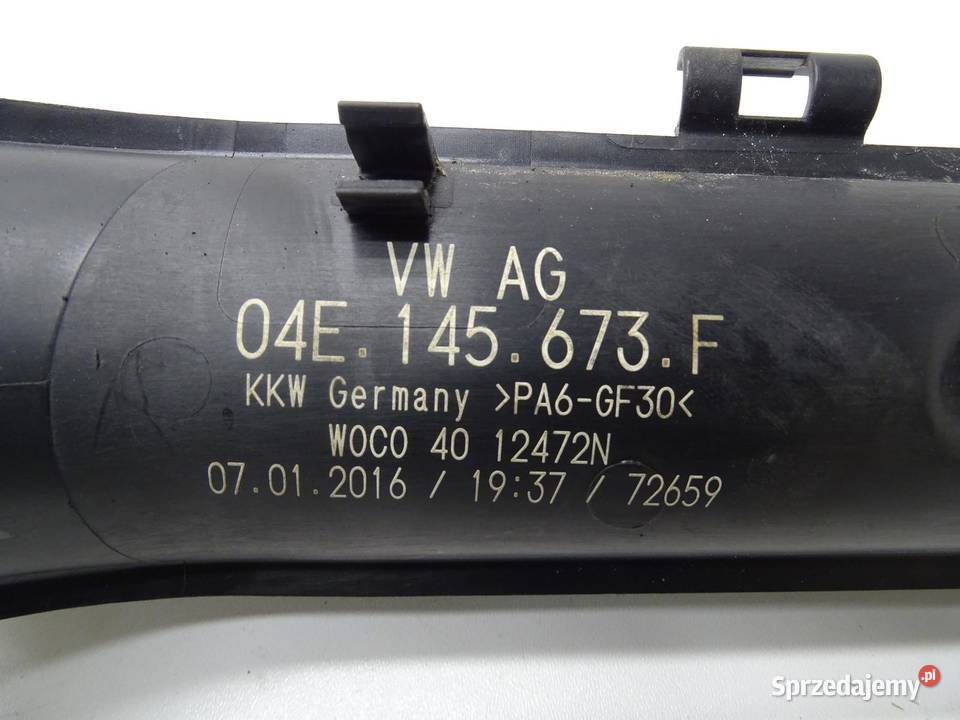 VW AG
04E.145.673.F
KKW Germany >PA6-GF30<
WOCO 40 12472N
07.01.2016 / 19:37 / 72659
Sprzedajemy.pl